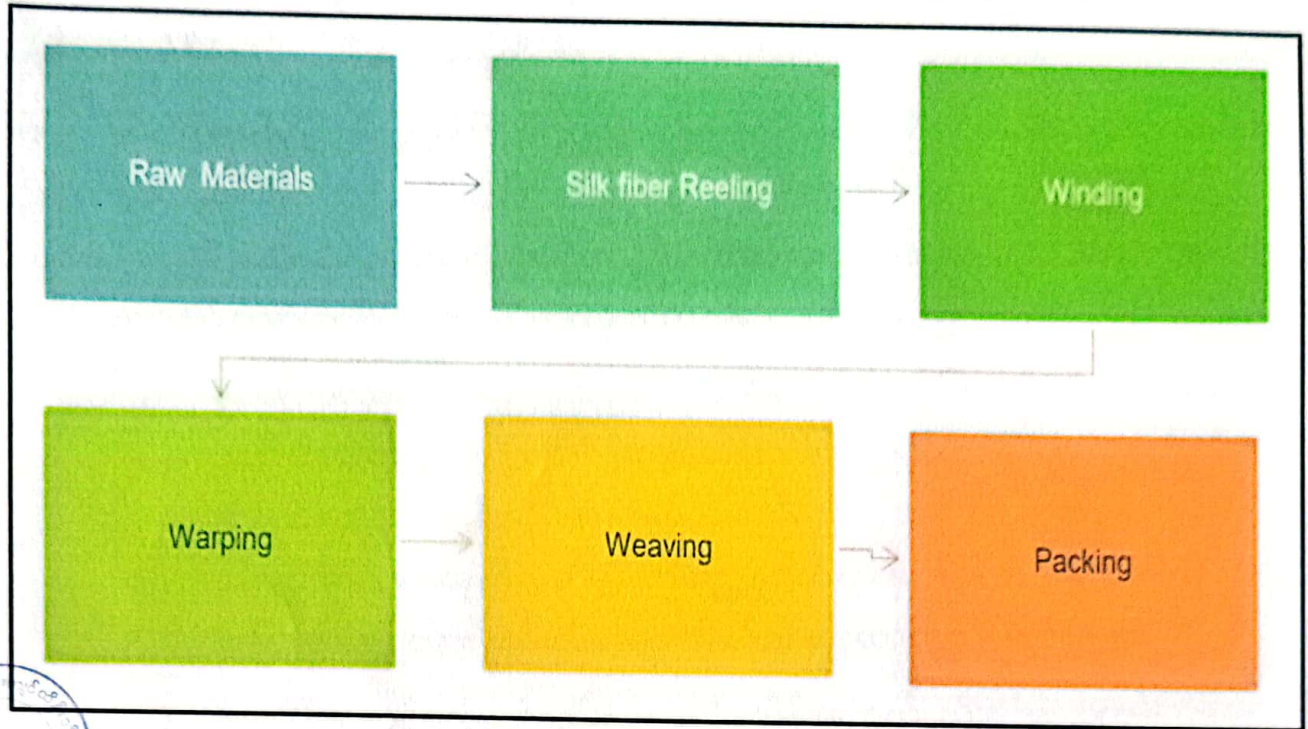 Raw Materials
Silk fiber Reeling
Winding
Warping
Weaving
Packing